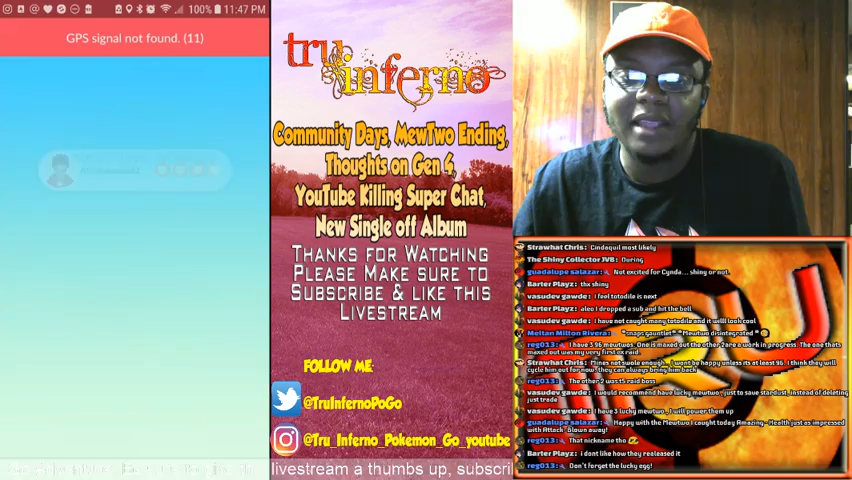 100% 11:47 PM
GPS signal not found. (11)
tru
inferno
Community Days, MewTwo Ending,
Thoughts on Gen 4,
YouTube Killing Super Chat,
New Single off Album
THANKS FOR WATCHING
PLEASE MAKE SURE TO
SUBSCRIBE & LIKE THIS
LIVESTREAM
FOLLOW ME:
@TruInfernoPoGo
@Tru_Inferno_Pokemon_Go_youtube
livestream a thumbs up, subscri
Strawhat Chris: Cindaquil most likely
The Shiny Collector JVB: During
guadalupe salazar: Not excited for Cynda... shiny or not.
Barter Playz: thx shiny
vasudev gawde: I feel totodile is next
Barter Playz: also I dropped a sub and hit the bell
vasudev gawde: I have not caught many totodile and it will look cool
Meltan Milton Rivera: *snaps gauntlet* *Mewtwo disintegrated *
reg013: I have 3.96 mewtwos. One is maxed out the other 2are a work in progress. The one thats
maxed out was my very first ex raid.
Strawhat Chris: Mines not whole enough. I won't be happy unless its at least 96. I think they will
cycle him out for now. they can always bring him back
reg013: The other 2 was t5 raid boss
vasudev gawde: I would recommend have lucky mewtwo, just to save stardust. Instead of deleting
just trade
vasudev gawde: I have 3 lucky mewtwo, I will power them up
guadalupe salazar: Happy with the Mewtwo I caught today Amazing-Health just as impressed
with Attack-Blown away!
reg013: That nickname tho
Barter Playz: i dont like how they realeased it
reg013: Don't forget the lucky egg!